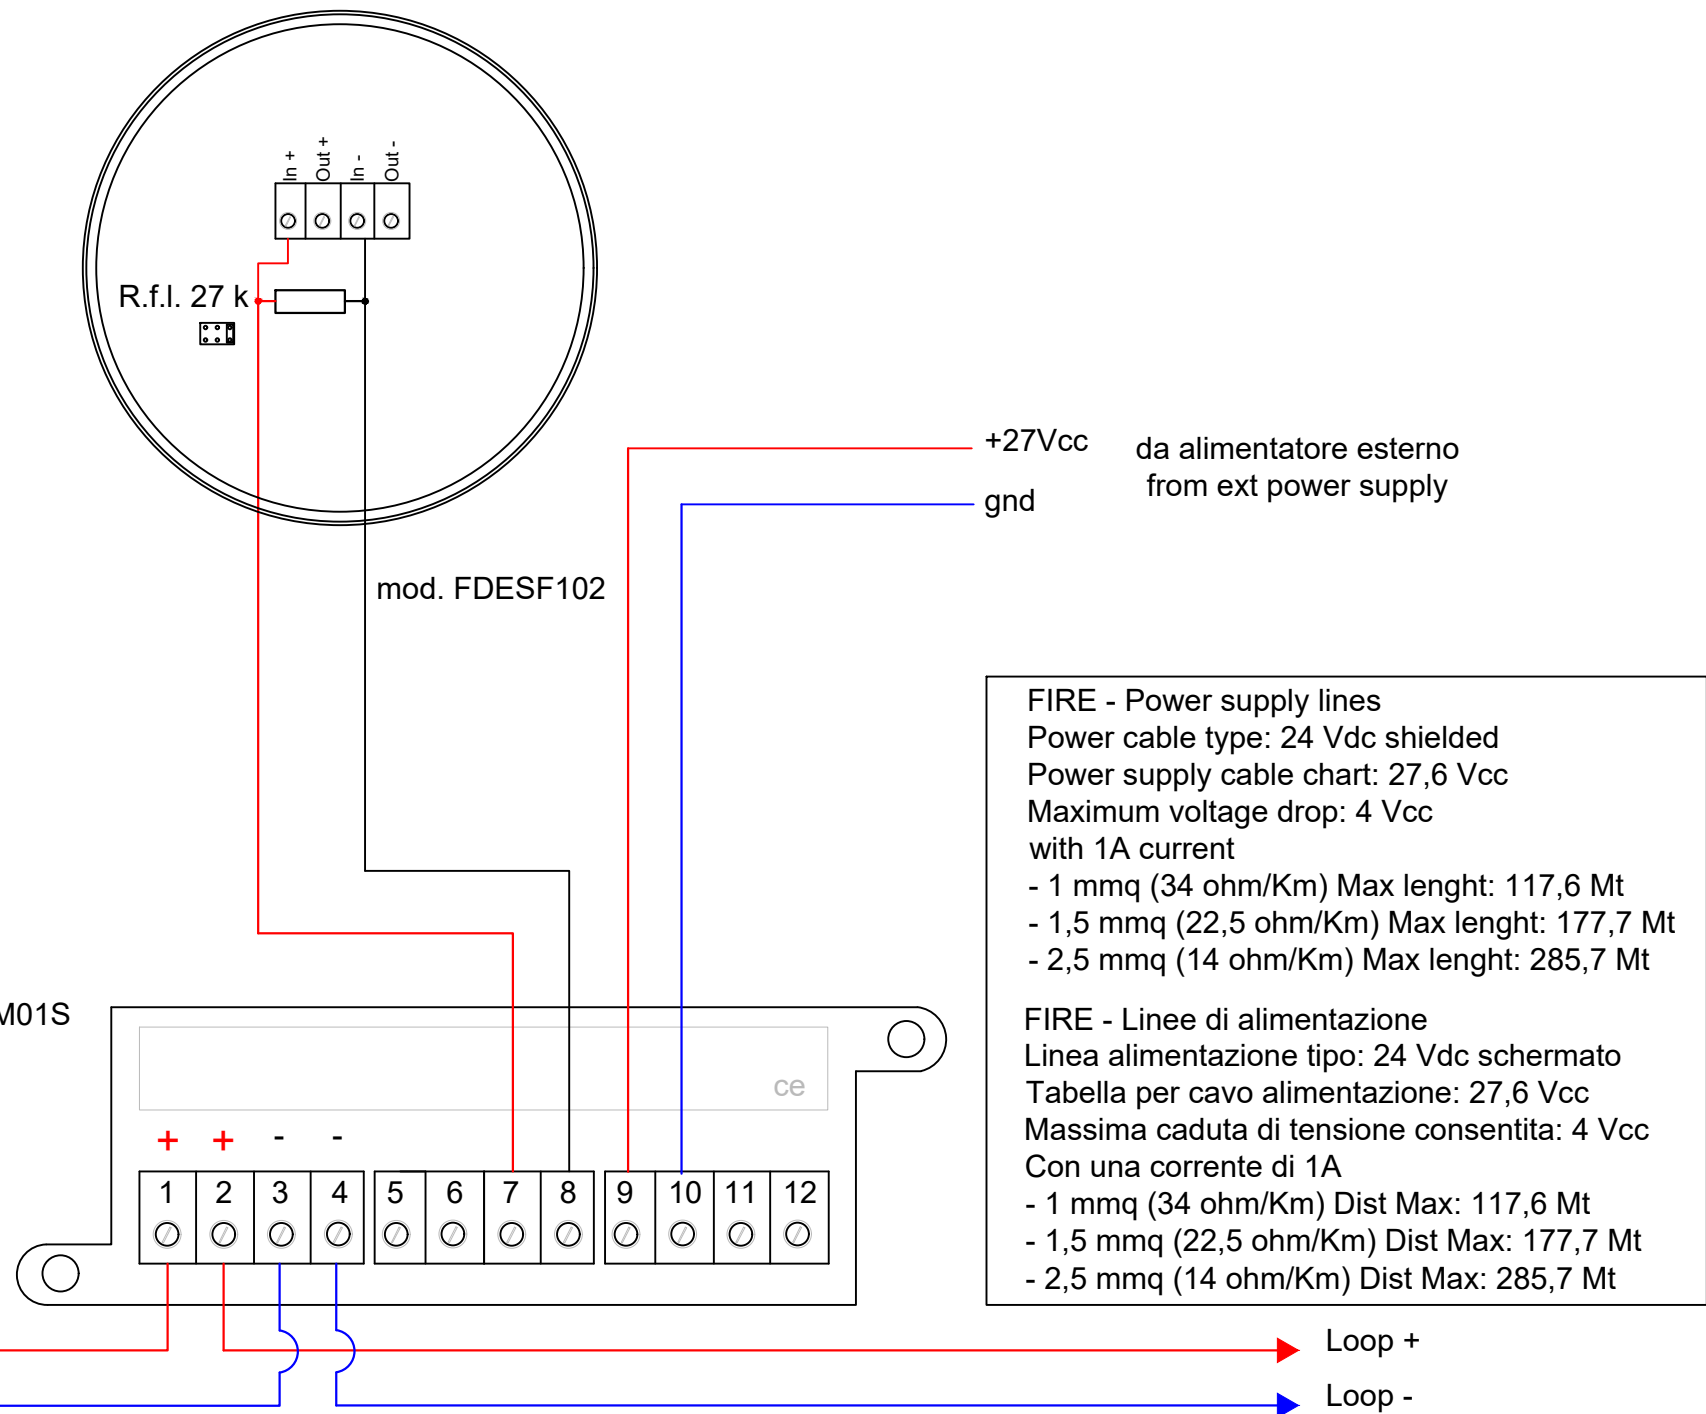 In +
Out +
In -
Out -
R.f.l. 27 k
+27Vcc
gnd
da alimentatore esterno
from ext power supply
mod. FDESF102
FIRE - Power supply lines
Power cable type: 24 Vdc shielded
Power supply cable chart: 27,6 Vcc
Maximum voltage drop: 4 Vcc
with 1A current
- 1 mmq (34 ohm/Km) Max lenght: 117,6 Mt
- 1,5 mmq (22,5 ohm/Km) Max lenght: 177,7 Mt
- 2,5 mmq (14 ohm/Km) Max lenght: 285,7 Mt
FIRE - Linee di alimentazione
Linea alimentazione tipo: 24 Vdc schermato
Tabella per cavo alimentazione: 27,6 Vcc
Massima caduta di tensione consentita: 4 Vcc
Con una corrente di 1A
- 1 mmq (34 ohm/Km) Dist Max: 117,6 Mt
- 1,5 mmq (22,5 ohm/Km) Dist Max: 177,7 Mt
- 2,5 mmq (14 ohm/Km) Dist Max: 285,7 Mt
M01S
ce
+ + - -
1 2 3 4 5 6 7 8 9 10 11 12
Loop +
Loop -